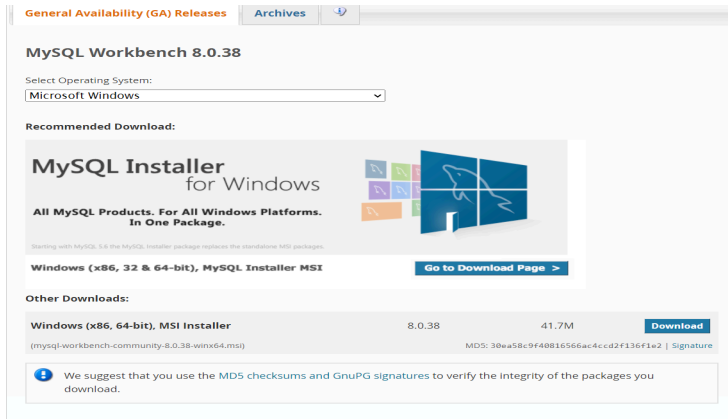 General Availability (GA) Releases
Archives
MySQL Workbench 8.0.38
Select Operating System:
Microsoft Windows
Recommended Download:
MySQL Installer
for Windows
All MySQL Products. For All Windows Platforms.
In One Package.
Starting with MySQL 5.6 the MySQL Installer package replaces the standalone MSI packages.
Windows (x86, 32 & 64-bit), MySQL Installer MSI
Go to Download Page >
Other Downloads:
Windows (x86, 64-bit), MSI Installer 8.0.38 41.7M Download
(mysql-workbench-community-8.0.38-winx64.msi) MD5: 30ea58c9f40816566ac4ccd2f136f1e2 | Signature
We suggest that you use the MD5 checksums and GnuPG signatures to verify the integrity of the packages you
download.